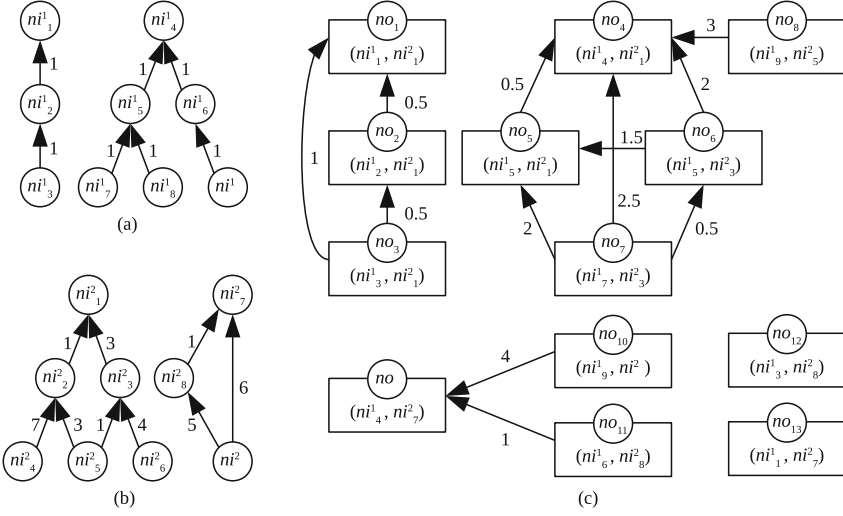 ni¹₁ ni¹₄
1
ni¹₂
1
ni¹₃
1 1
ni¹₅ ni¹₆
1 1 1
ni¹₇ ni¹₈ ni¹
(a)
ni²₁ ni²₇
1 3 1 6
ni²₂ ni²₃ ni²₈
7 3 1 4 5
ni²₄ ni²₅ ni²₆ ni²
(b)
no₁
(ni¹₁, ni²₁)
0.5
no₂
(ni¹₂, ni²₁)
1
0.5
no₃
(ni¹₃, ni²₁)
no₄
(ni¹₄, ni²₁)
3
no₈
(ni¹₉, ni²₅)
0.5 2
no₅
(ni¹₅, ni²₁)
1.5
no₆
(ni¹₅, ni²₃)
2 2.5 0.5
no₇
(ni¹₇, ni²₃)
no
(ni¹₄, ni²₇)
4
no₁₀
(ni¹₉, ni² )
1
no₁₁
(ni¹₆, ni²₈)
no₁₂
(ni¹₃, ni²₈)
no₁₃
(ni¹₁, ni²₇)
(c)